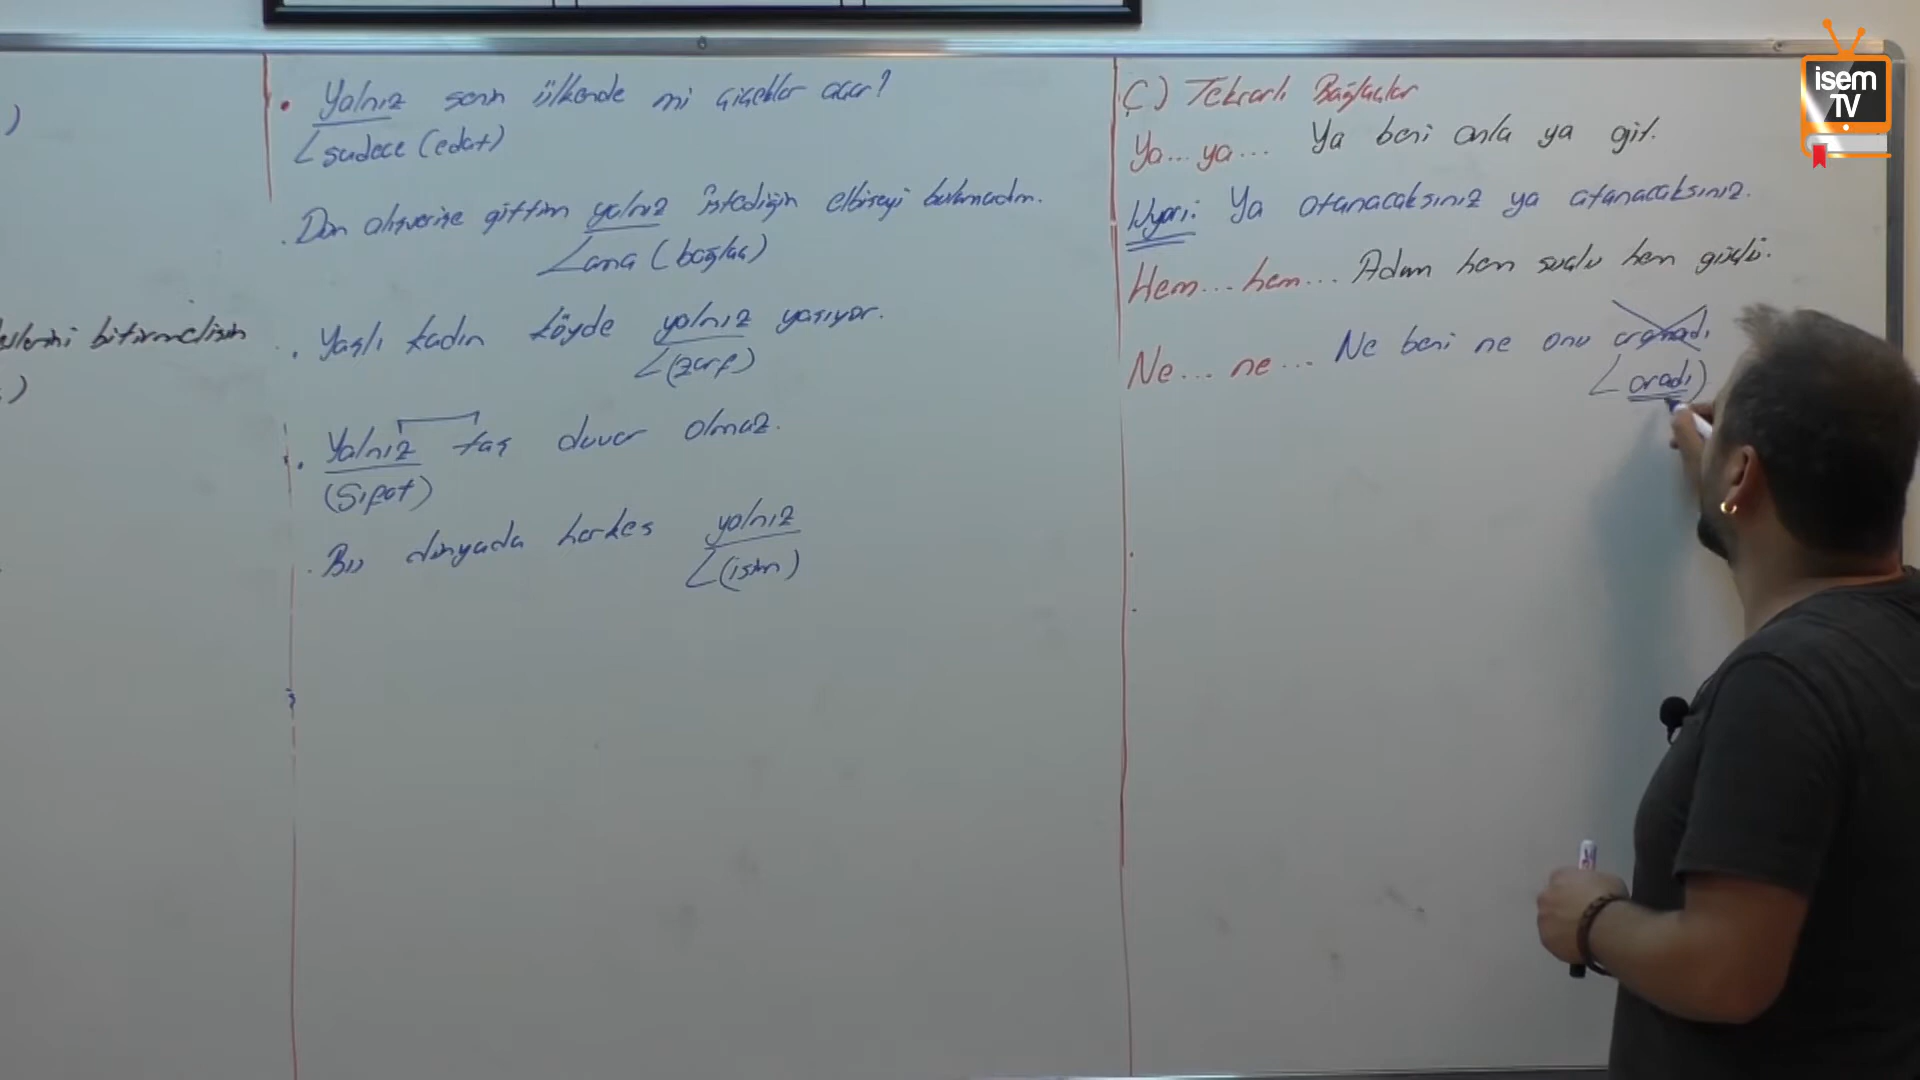 )
eslerini bitirmelisin
)
. Yalnız senin ülkende mi çiçekler açar?
sadece (edat)
. Dün alışverişe gittim yalnız istediğin elbiseyi bulamadım.
ama (bağlaç)
. Yaşlı kadın köyde yalnız yaşıyor.
(zarf)
. Yalnız taş duvar olmaz.
(Sıfat)
. Bu dünyada herkes yalnız
(isim)
Ç) Tekrarlı Bağlaçlar
Ya... ya... Ya beni anla ya git.
Uyarı: Ya atanacaksınız ya atanacaksınız.
Hem... hem... Adam hem suçlu hem güçlü.
Ne... ne... Ne beni ne onu aramadı
(aradı)
isem
TV